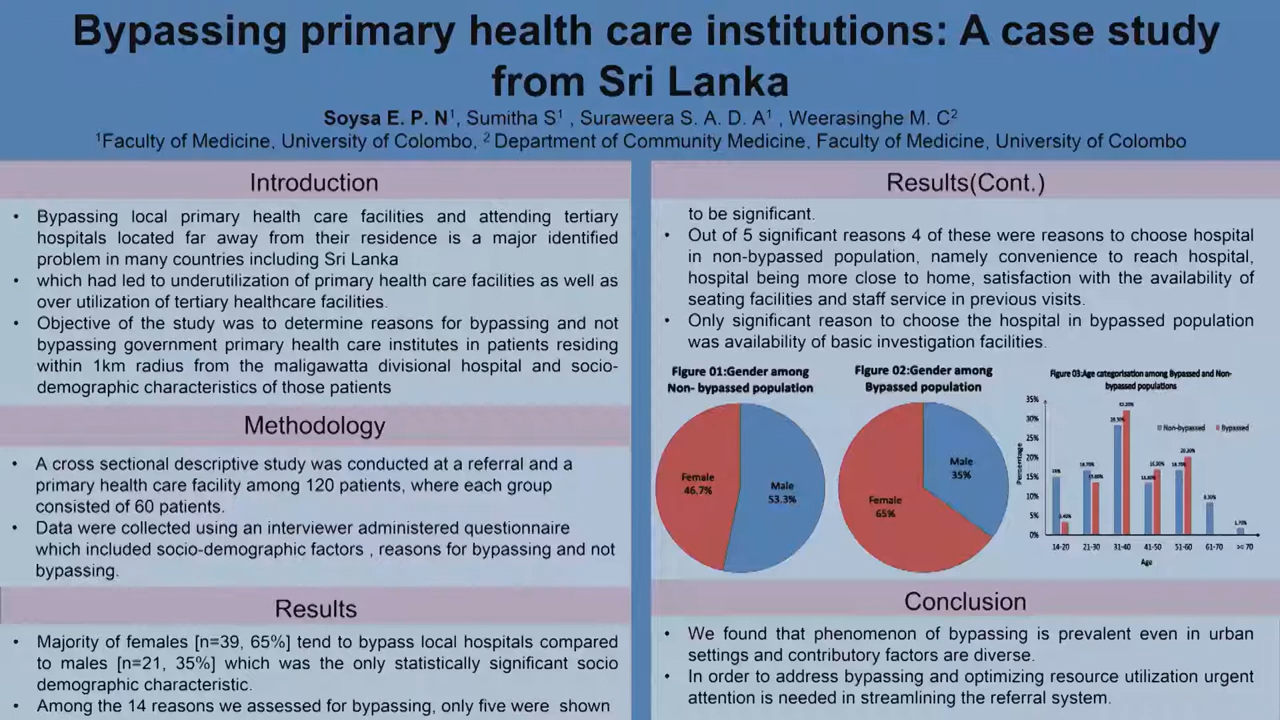 Bypassing primary health care institutions: A case study
from Sri Lanka
Soysa E. P. N¹, Sumitha S¹ , Suraweera S. A. D. A¹ , Weerasinghe M. C²
¹Faculty of Medicine, University of Colombo, ² Department of Community Medicine, Faculty of Medicine, University of Colombo
Introduction
• Bypassing local primary health care facilities and attending tertiary
hospitals located far away from their residence is a major identified
problem in many countries including Sri Lanka
• which had led to underutilization of primary health care facilities as well as
over utilization of tertiary healthcare facilities.
• Objective of the study was to determine reasons for bypassing and not
bypassing government primary health care institutes in patients residing
within 1km radius from the maligawatta divisional hospital and socio-
demographic characteristics of those patients
Methodology
• A cross sectional descriptive study was conducted at a referral and a
primary health care facility among 120 patients, where each group
consisted of 60 patients.
• Data were collected using an interviewer administered questionnaire
which included socio-demographic factors , reasons for bypassing and not
bypassing.
Results
• Majority of females [n=39, 65%] tend to bypass local hospitals compared
to males [n=21, 35%] which was the only statistically significant socio
demographic characteristic.
• Among the 14 reasons we assessed for bypassing, only five were shown
Results(Cont.)
to be significant.
• Out of 5 significant reasons 4 of these were reasons to choose hospital
in non-bypassed population, namely convenience to reach hospital,
hospital being more close to home, satisfaction with the availability of
seating facilities and staff service in previous visits.
• Only significant reason to choose the hospital in bypassed population
was availability of basic investigation facilities.
Figure 01:Gender among
Non- bypassed population
Female
46.7%
Male
53.3%
Figure 02:Gender among
Bypassed population
Male
35%
Female
65%
Figure 03:Age categorisation among Bypassed and Non-
bypassed populations
Non-bypassed Bypassed
Percentage
35%
30%
25%
20%
15%
10%
5%
0%
14-20 21-30 31-40 41-50 51-60 61-70 >= 70
Age
Conclusion
• We found that phenomenon of bypassing is prevalent even in urban
settings and contributory factors are diverse.
• In order to address bypassing and optimizing resource utilization urgent
attention is needed in streamlining the referral system.